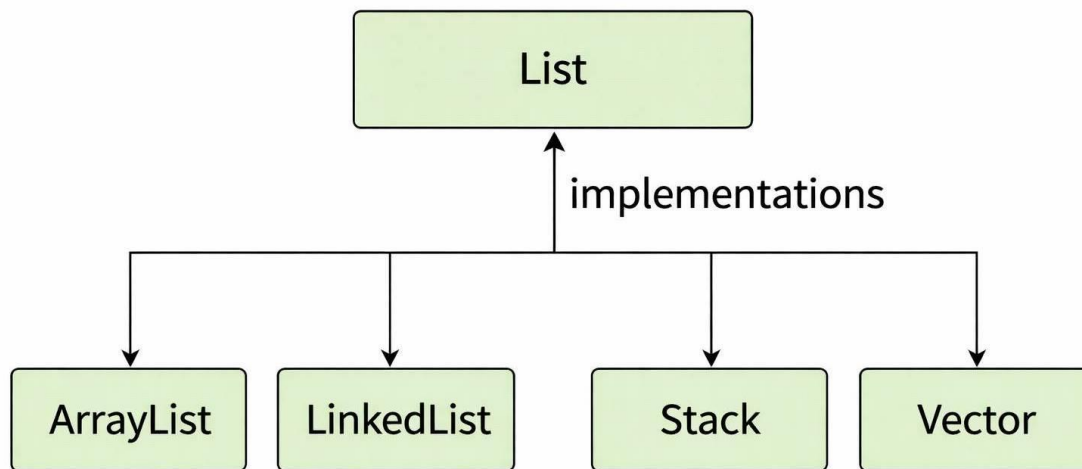 List
implementations
ArrayList
LinkedList
Stack
Vector